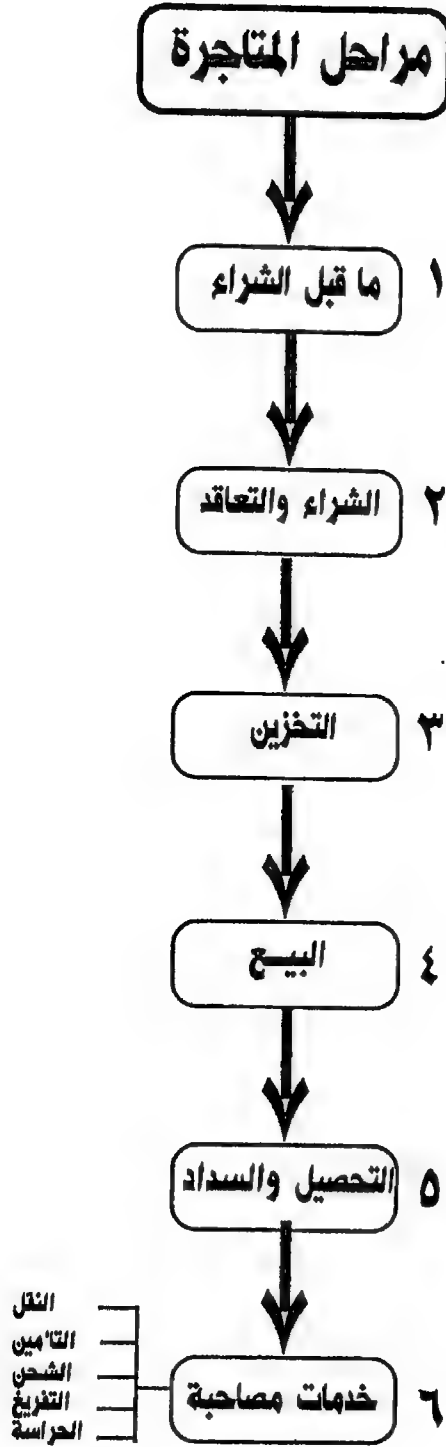 مراحل المتاجرة
١ ما قبل الشراء
٢ الشراء والتعاقد
٣ التخزين
٤ البيــع
٥ التحصيل والسداد
٦ خدمات مصاحبة
النقل
التأمين
الشحن
التفريغ
الحراسة